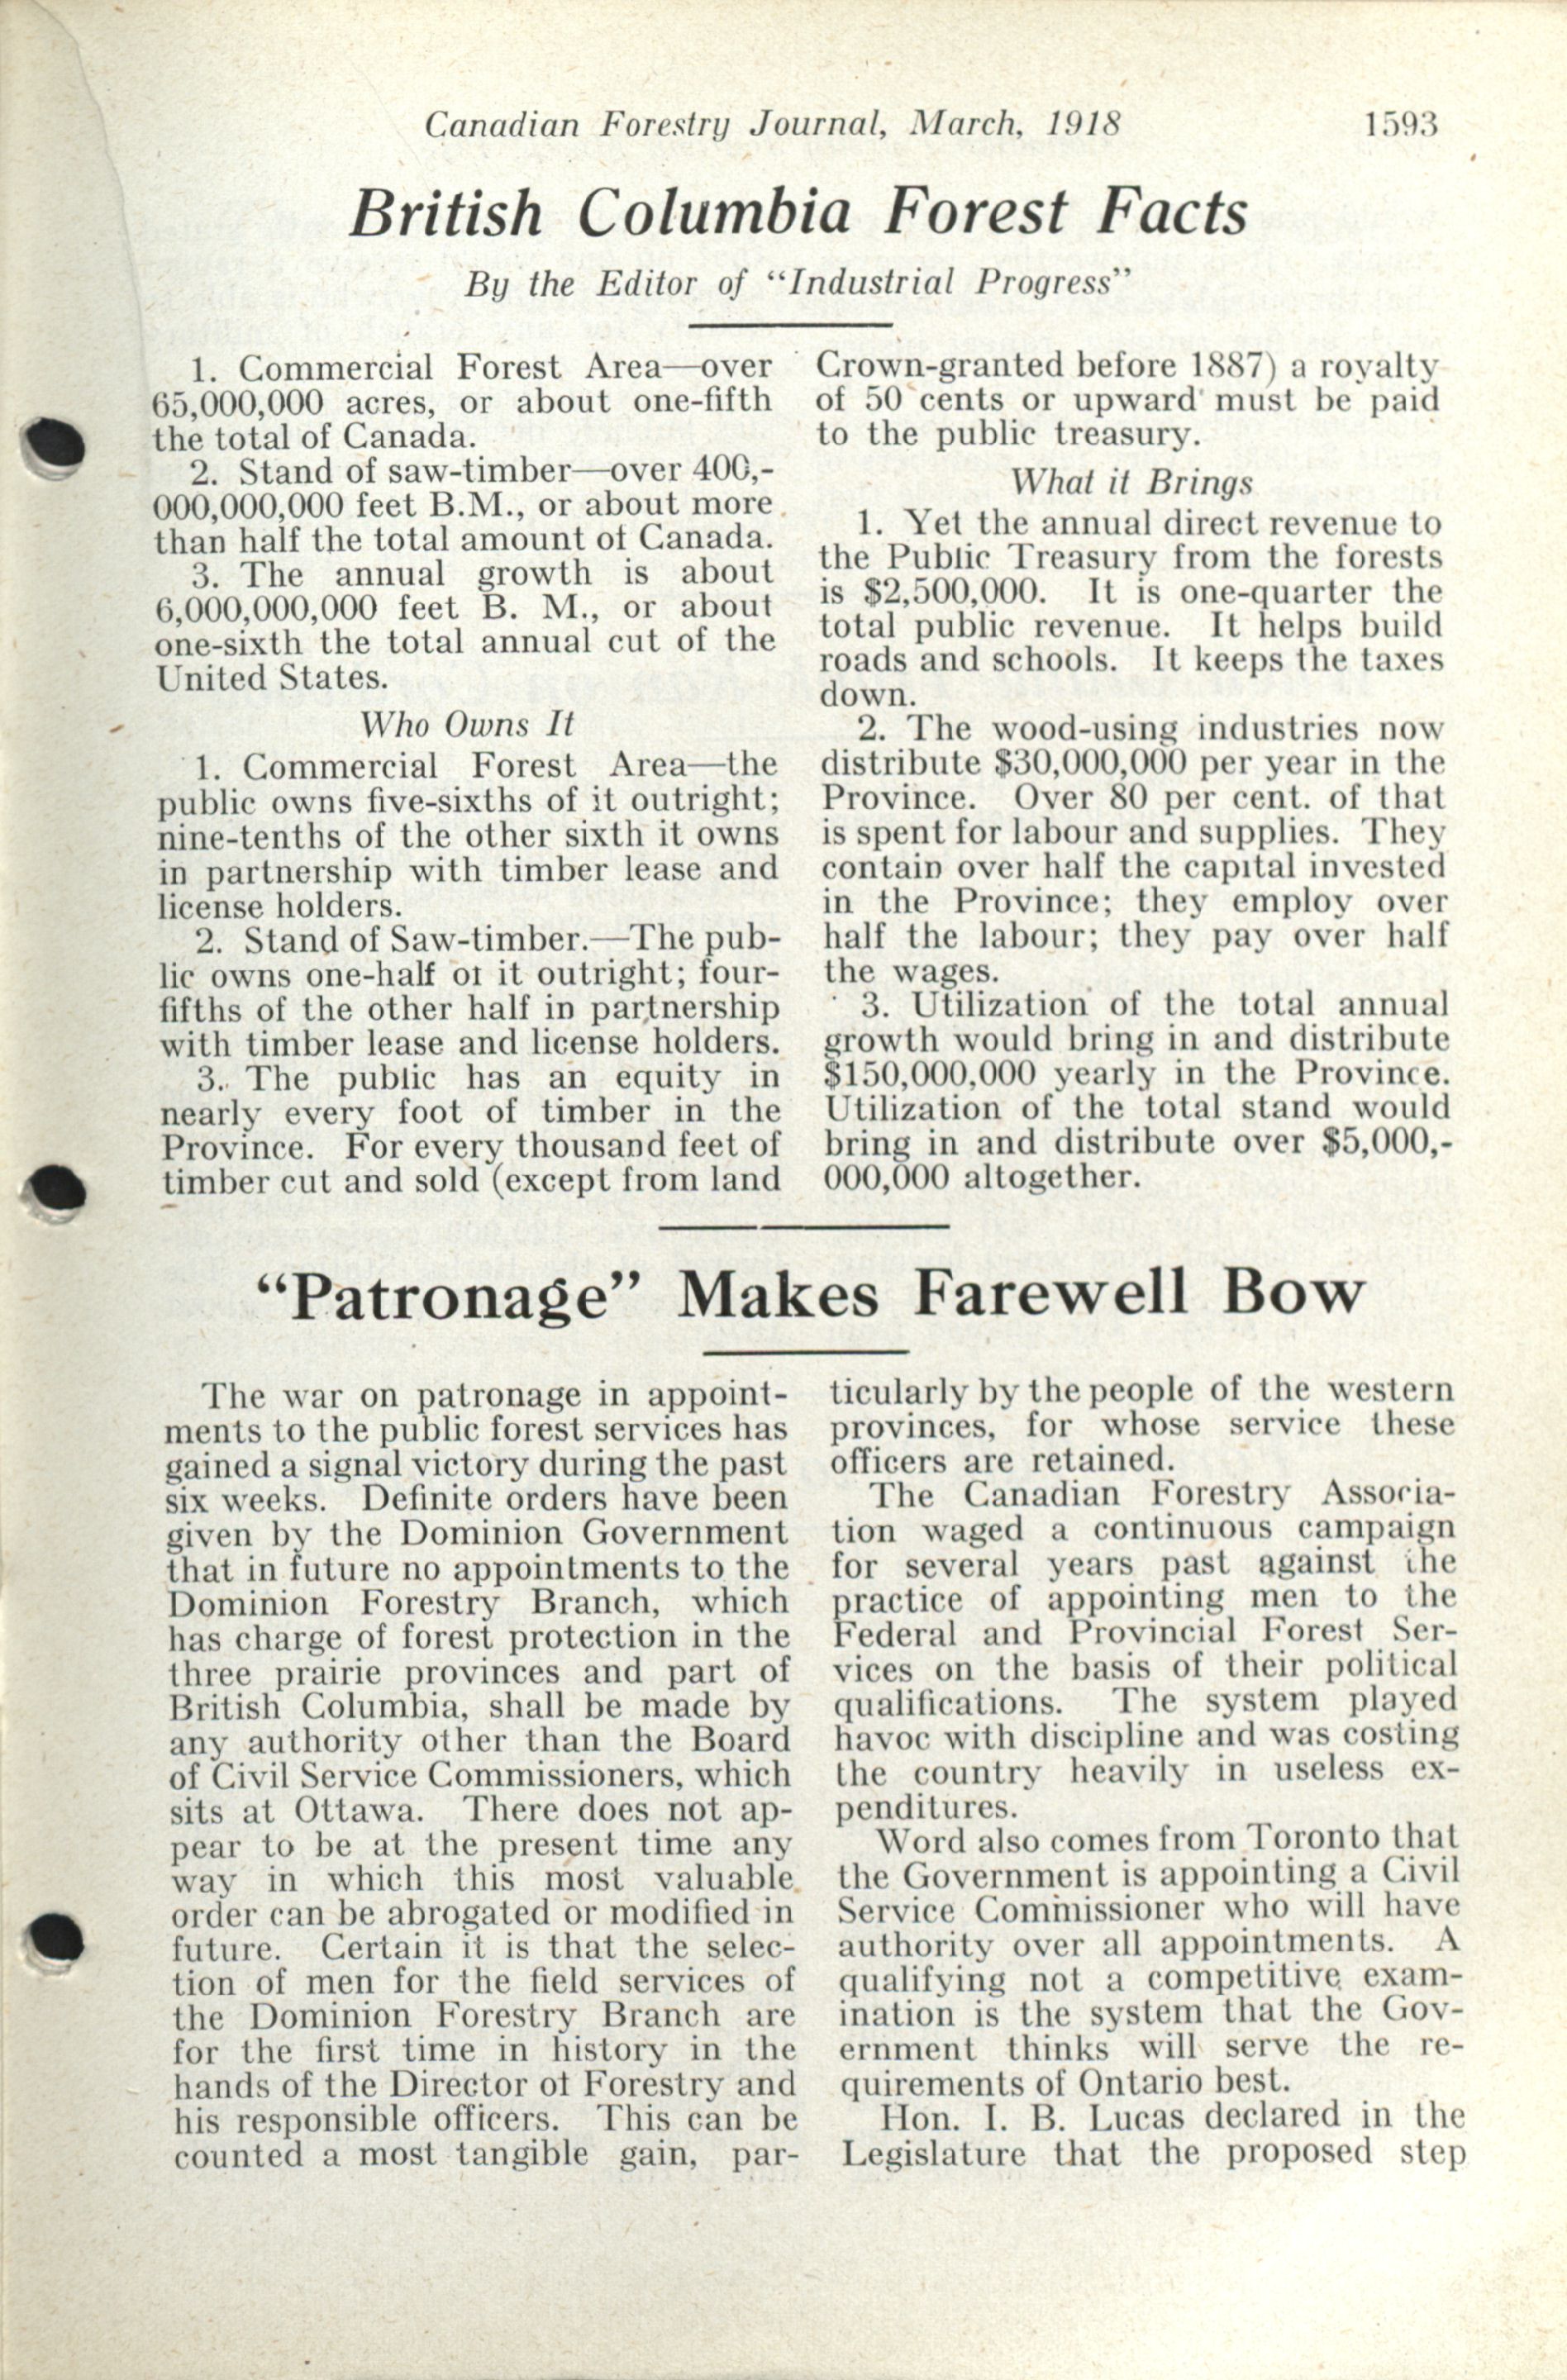 Canadian Forestry Journal, March, 1918 1593
British Columbia Forest Facts
By the Editor of “Industrial Progress”
1. Commercial Forest Area—over
65,000,000 acres, or about one-fifth
the total of Canada.
2. Stand of saw-timber—over 400,-
000,000,000 feet B.M., or about more
than half the total amount of Canada.
3. The annual growth is about
6,000,000,000 feet B. M., or about
one-sixth the total annual cut of the
United States.
Who Owns It
1. Commercial Forest Area—the
public owns five-sixths of it outright;
nine-tenths of the other sixth it owns
in partnership with timber lease and
license holders.
2. Stand of Saw-timber.—The pub-
lic owns one-half of it outright; four-
fifths of the other half in partnership
with timber lease and license holders.
3. The public has an equity in
nearly every foot of timber in the
Province. For every thousand feet of
timber cut and sold (except from land
Crown-granted before 1887) a royalty
of 50 cents or upward must be paid
to the public treasury.
What it Brings
1. Yet the annual direct revenue to
the Public Treasury from the forests
is $2,500,000. It is one-quarter the
total public revenue. It helps build
roads and schools. It keeps the taxes
down.
2. The wood-using industries now
distribute $30,000,000 per year in the
Province. Over 80 per cent. of that
is spent for labour and supplies. They
contain over half the capital invested
in the Province; they employ over
half the labour; they pay over half
the wages.
3. Utilization of the total annual
growth would bring in and distribute
$150,000,000 yearly in the Province.
Utilization of the total stand would
bring in and distribute over $5,000,-
000,000 altogether.
“Patronage” Makes Farewell Bow
The war on patronage in appoint-
ments to the public forest services has
gained a signal victory during the past
six weeks. Definite orders have been
given by the Dominion Government
that in future no appointments to the
Dominion Forestry Branch, which
has charge of forest protection in the
three prairie provinces and part of
British Columbia, shall be made by
any authority other than the Board
of Civil Service Commissioners, which
sits at Ottawa. There does not ap-
pear to be at the present time any
way in which this most valuable
order can be abrogated or modified in
future. Certain it is that the selec-
tion of men for the field services of
the Dominion Forestry Branch are
for the first time in history in the
hands of the Director of Forestry and
his responsible officers. This can be
counted a most tangible gain, par-
ticularly by the people of the western
provinces, for whose service these
officers are retained.
The Canadian Forestry Associa-
tion waged a continuous campaign
for several years past against the
practice of appointing men to the
Federal and Provincial Forest Ser-
vices on the basis of their political
qualifications. The system played
havoc with discipline and was costing
the country heavily in useless ex-
penditures.
Word also comes from Toronto that
the Government is appointing a Civil
Service Commissioner who will have
authority over all appointments. A
qualifying not a competitive exam-
ination is the system that the Gov-
ernment thinks will serve the re-
quirements of Ontario best.
Hon. I. B. Lucas declared in the
Legislature that the proposed step